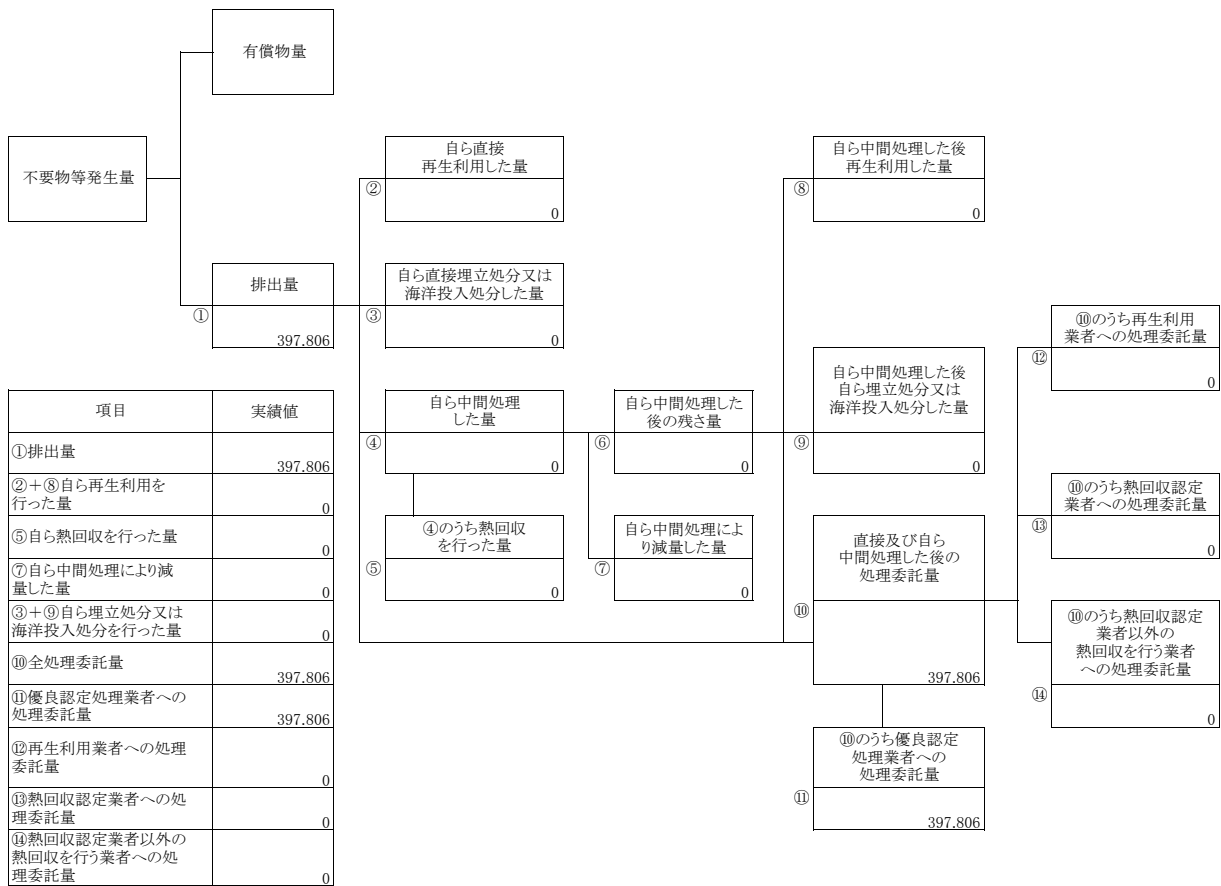 有償物量
不要物等発生量
自ら直接
再生利用した量
②
0
自ら中間処理した後
再生利用した量
⑧
0
排出量
①
397.806
自ら直接埋立処分又は
海洋投入処分した量
③
0
⑩のうち再生利用
業者への処理委託量
⑫
0
自ら中間処理
した量
④
0
自ら中間処理した
後の残さ量
⑥
0
自ら中間処理した後
自ら埋立処分又は
海洋投入処分した量
⑨
0
⑩のうち熱回収認定
業者への処理委託量
⑬
0
④のうち熱回収
を行った量
⑤
0
自ら中間処理によ
り減量した量
⑦
0
直接及び自ら
中間処理した後の
処理委託量
⑩
397.806
⑩のうち熱回収認定
業者以外の
熱回収を行う業者
への処理委託量
⑭
0
⑩のうち優良認定
処理業者への
処理委託量
⑪
397.806
項目 実績値
①排出量
397.806
②+⑧自ら再生利用を
行った量
0
⑤自ら熱回収を行った量
0
⑦自ら中間処理により減
量した量
0
③+⑨自ら埋立処分又は
海洋投入処分を行った量
0
⑩全処理委託量
397.806
⑪優良認定処理業者への
処理委託量
397.806
⑫再生利用業者への処理
委託量
0
⑬熱回収認定業者への処
理委託量
0
⑭熱回収認定業者以外の
熱回収を行う業者への処
理委託量
0